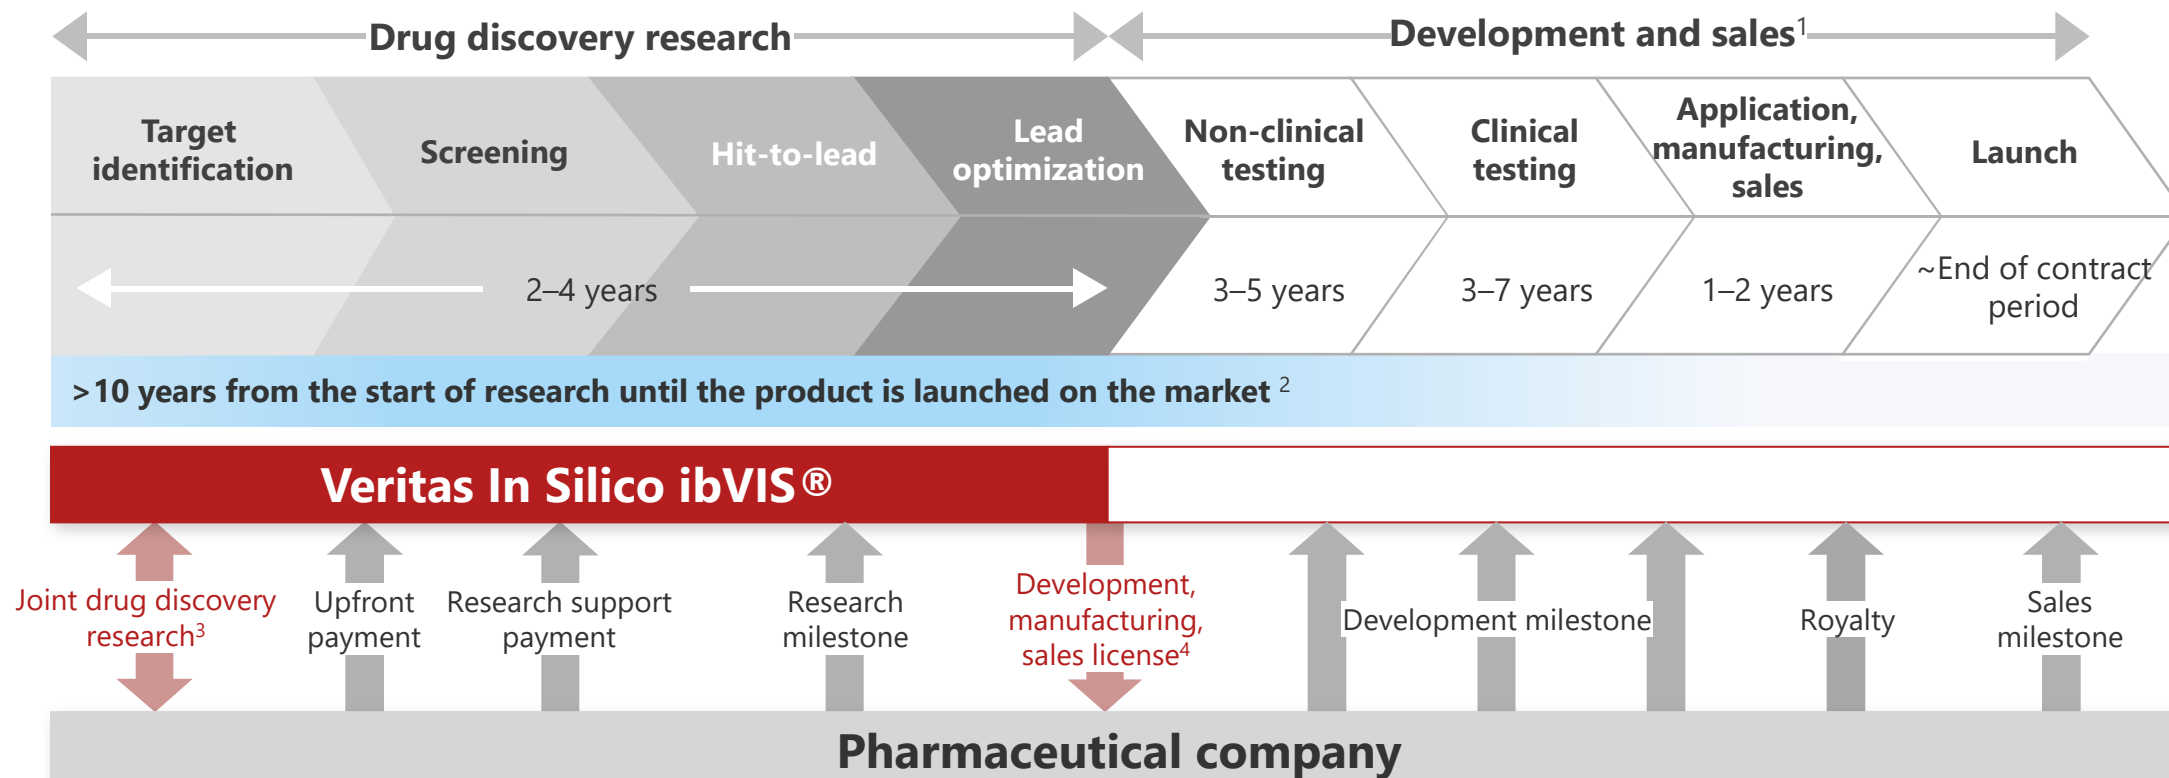 Drug discovery research
Development and sales1
Target
identification
Screening
Hit-to-lead
Lead
optimization
Non-clinical
testing
Clinical
testing
Application,
manufacturing,
sales
Launch
2–4 years
3–5 years
3–7 years
1–2 years
~End of contract
period
>10 years from the start of research until the product is launched on the market 2
Veritas In Silico ibVIS®
Joint drug discovery
research3
Upfront
payment
Research support
payment
Research
milestone
Development,
manufacturing,
sales license4
Development milestone
Royalty
Sales
milestone
Pharmaceutical company